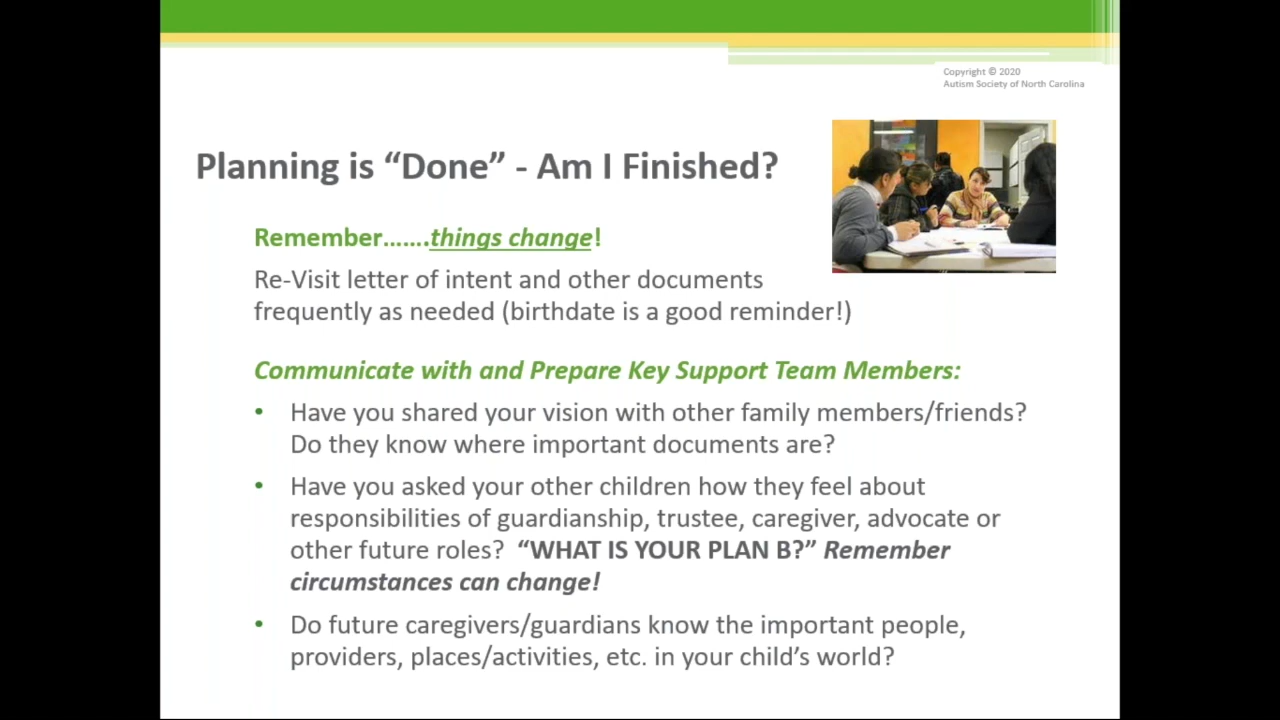 Copyright © 2020
Autism Society of North Carolina
Planning is “Done” - Am I Finished?
Remember…….things change!
Re-Visit letter of intent and other documents
frequently as needed (birthdate is a good reminder!)
Communicate with and Prepare Key Support Team Members:
• Have you shared your vision with other family members/friends?
Do they know where important documents are?
• Have you asked your other children how they feel about
responsibilities of guardianship, trustee, caregiver, advocate or
other future roles? “WHAT IS YOUR PLAN B?” Remember
circumstances can change!
• Do future caregivers/guardians know the important people,
providers, places/activities, etc. in your child’s world?